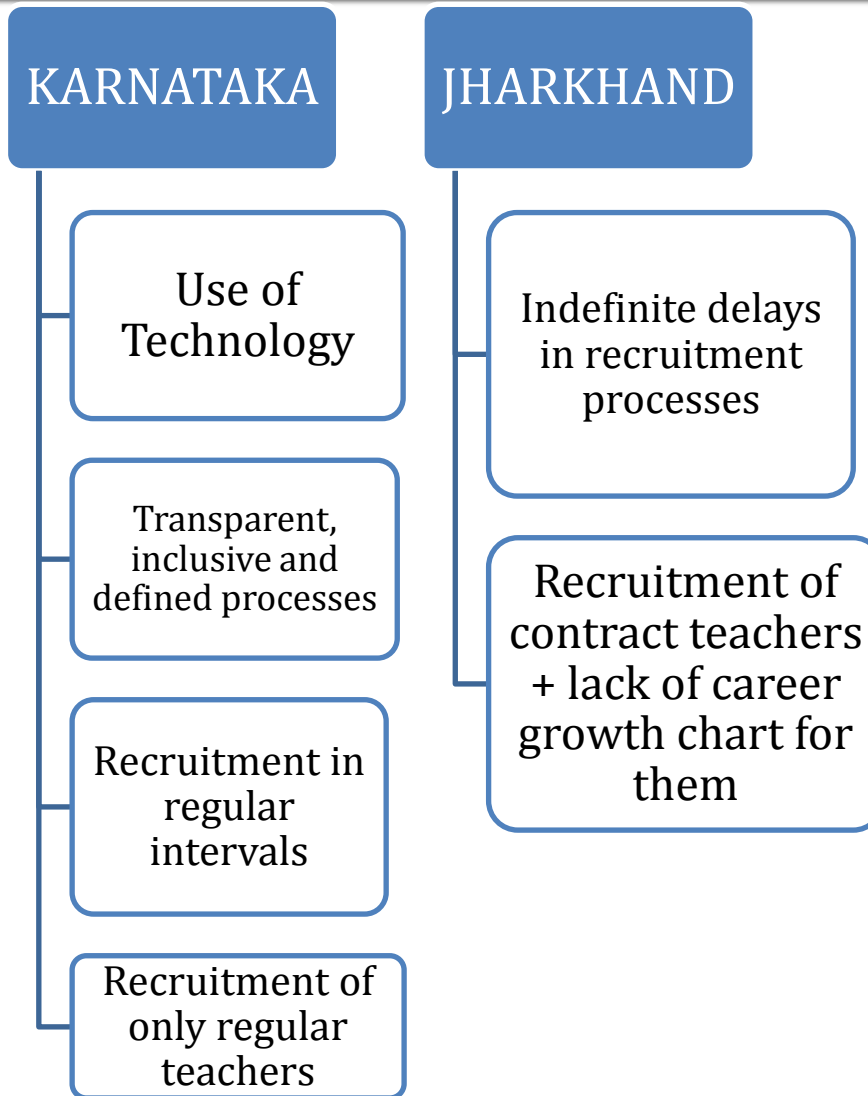 KARNATAKA
Use of
Technology
Transparent,
inclusive and
defined processes
Recruitment in
regular
intervals
Recruitment of
only regular
teachers
JHARKHAND
Indefinite delays
in recruitment
processes
Recruitment of
contract teachers
+ lack of career
growth chart for
them